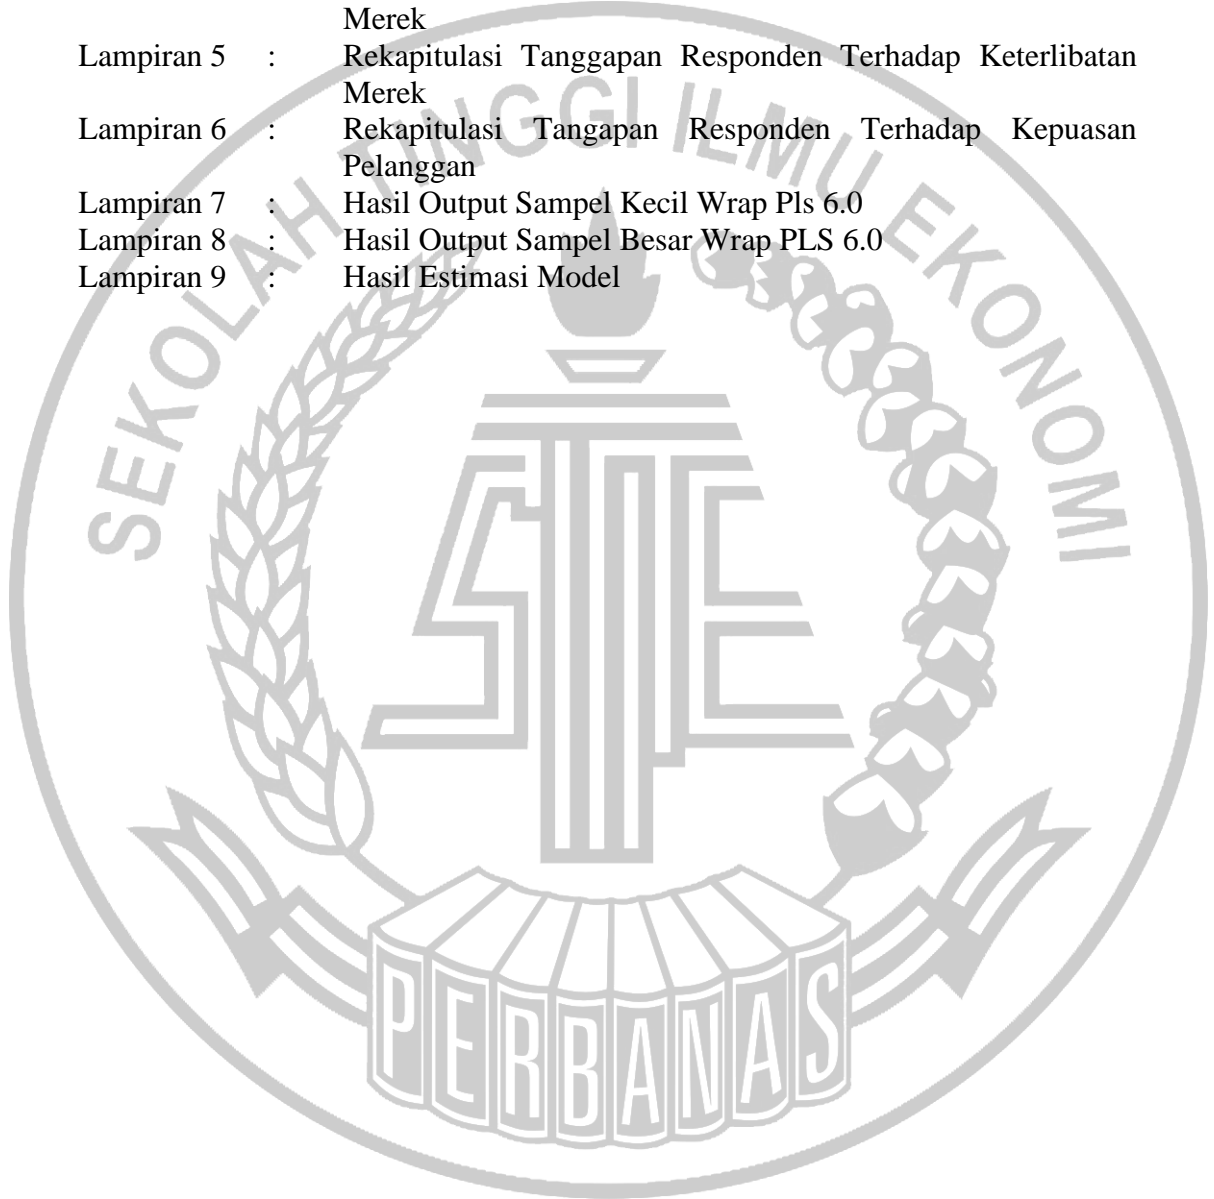 Merek
Lampiran 5 : Rekapitulasi Tanggapan Responden Terhadap Keterlibatan
Merek
Lampiran 6 : Rekapitulasi Tangapan Responden Terhadap Kepuasan
Pelanggan
Lampiran 7 : Hasil Output Sampel Kecil Wrap Pls 6.0
Lampiran 8 : Hasil Output Sampel Besar Wrap PLS 6.0
Lampiran 9 : Hasil Estimasi Model
SEKOLAH TINGGI ILMU EKONOMI
STIE
PERBANAS